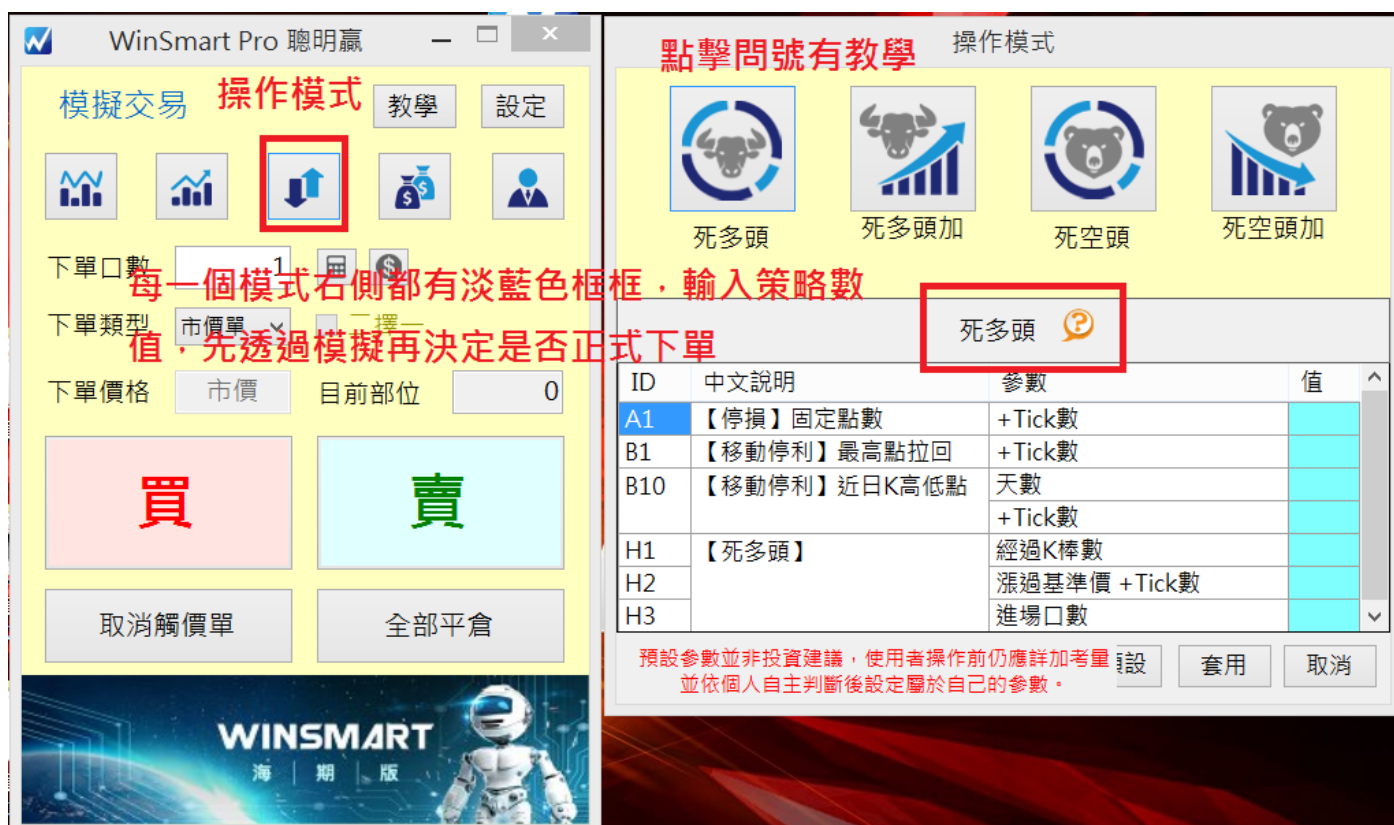 WinSmart Pro 聰明贏
模擬交易
操作模式
教學
設定
下單口數
1
每一個模式右側都有淡藍色框框,輸入策略數
值,先透過模擬再決定是否正式下單
下單類型
市價單
二擇一
下單價格
市價
目前部位
0
買
賣
取消觸價單
全部平倉
WINSMART
海 | 期 | 版
操作模式
點擊問號有教學
死多頭
死多頭加
死空頭
死空頭加
死多頭
ID 中文說明 參數 值
A1 【停損】固定點數 +Tick數
B1 【移動停利】最高點拉回 +Tick數
B10 【移動停利】近日K高低點 天數
+Tick數
H1 【死多頭】 經過K棒數
H2 漲過基準價 +Tick數
H3 進場口數
預設參數並非投資建議,使用者操作前仍應詳加考量
並依個人自主判斷後設定屬於自己的參數。
設
套用
取消